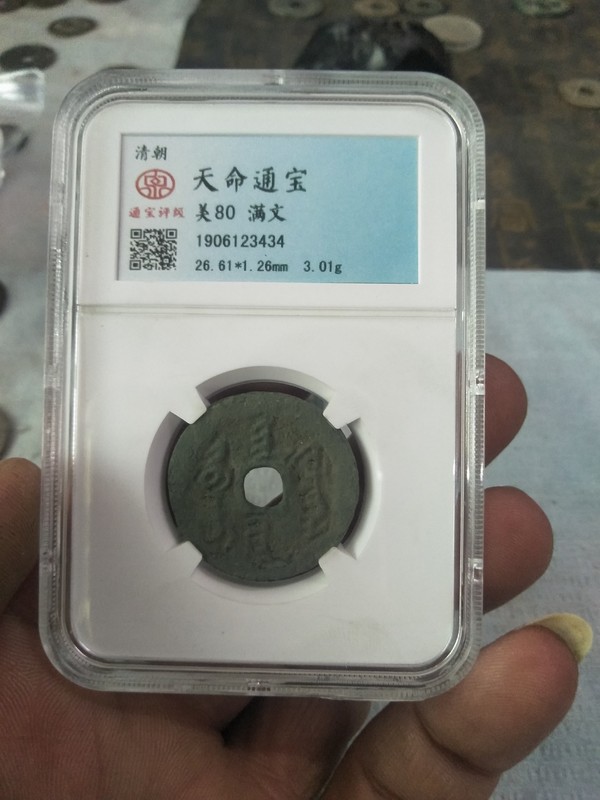 清朝
天命通宝
通宝评级
美80 满文
1906123434
26.61*1.26mm 3.01g